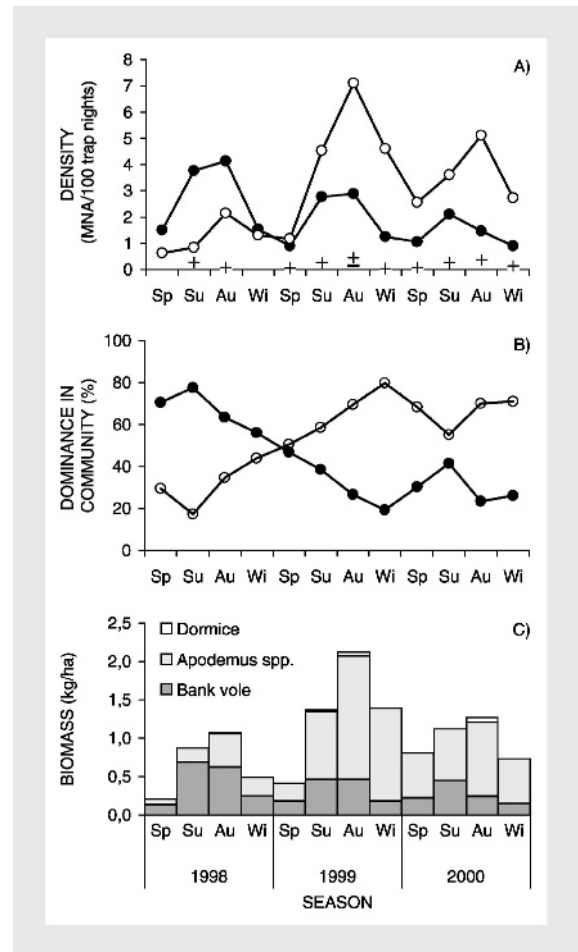 A)
DENSITY
(MNA/100 trap nights)
8
7
6
5
4
3
2
1
0
+ + + + ± + + + + +
Sp Su Au Wi Sp Su Au Wi Sp Su Au Wi
B)
DOMINANCE IN
COMMUNITY (%)
100
80
60
40
20
0
Sp Su Au Wi Sp Su Au Wi Sp Su Au Wi
C)
BIOMASS (kg/ha)
2,5
2,0
1,5
1,0
0,5
0,0
Dormice
Apodemus spp.
Bank vole
Sp Su Au Wi Sp Su Au Wi Sp Su Au Wi
1998 1999 2000
SEASON